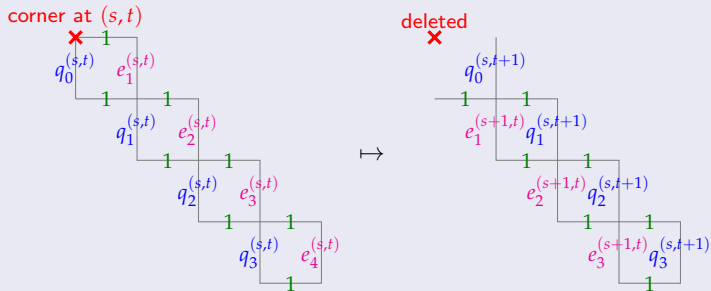 corner at (s, t)
deleted
1
q_0^{(s,t)} e_1^{(s,t)} q_0^{(s,t+1)}
1 1 1 1
q_1^{(s,t)} e_2^{(s,t)} e_1^{(s+1,t)} q_1^{(s,t+1)}
1 1 ↦ 1 1
q_2^{(s,t)} e_3^{(s,t)} e_2^{(s+1,t)} q_2^{(s,t+1)}
1 1 1 1
q_3^{(s,t)} e_4^{(s,t)} e_3^{(s+1,t)} q_3^{(s,t+1)}
1 1